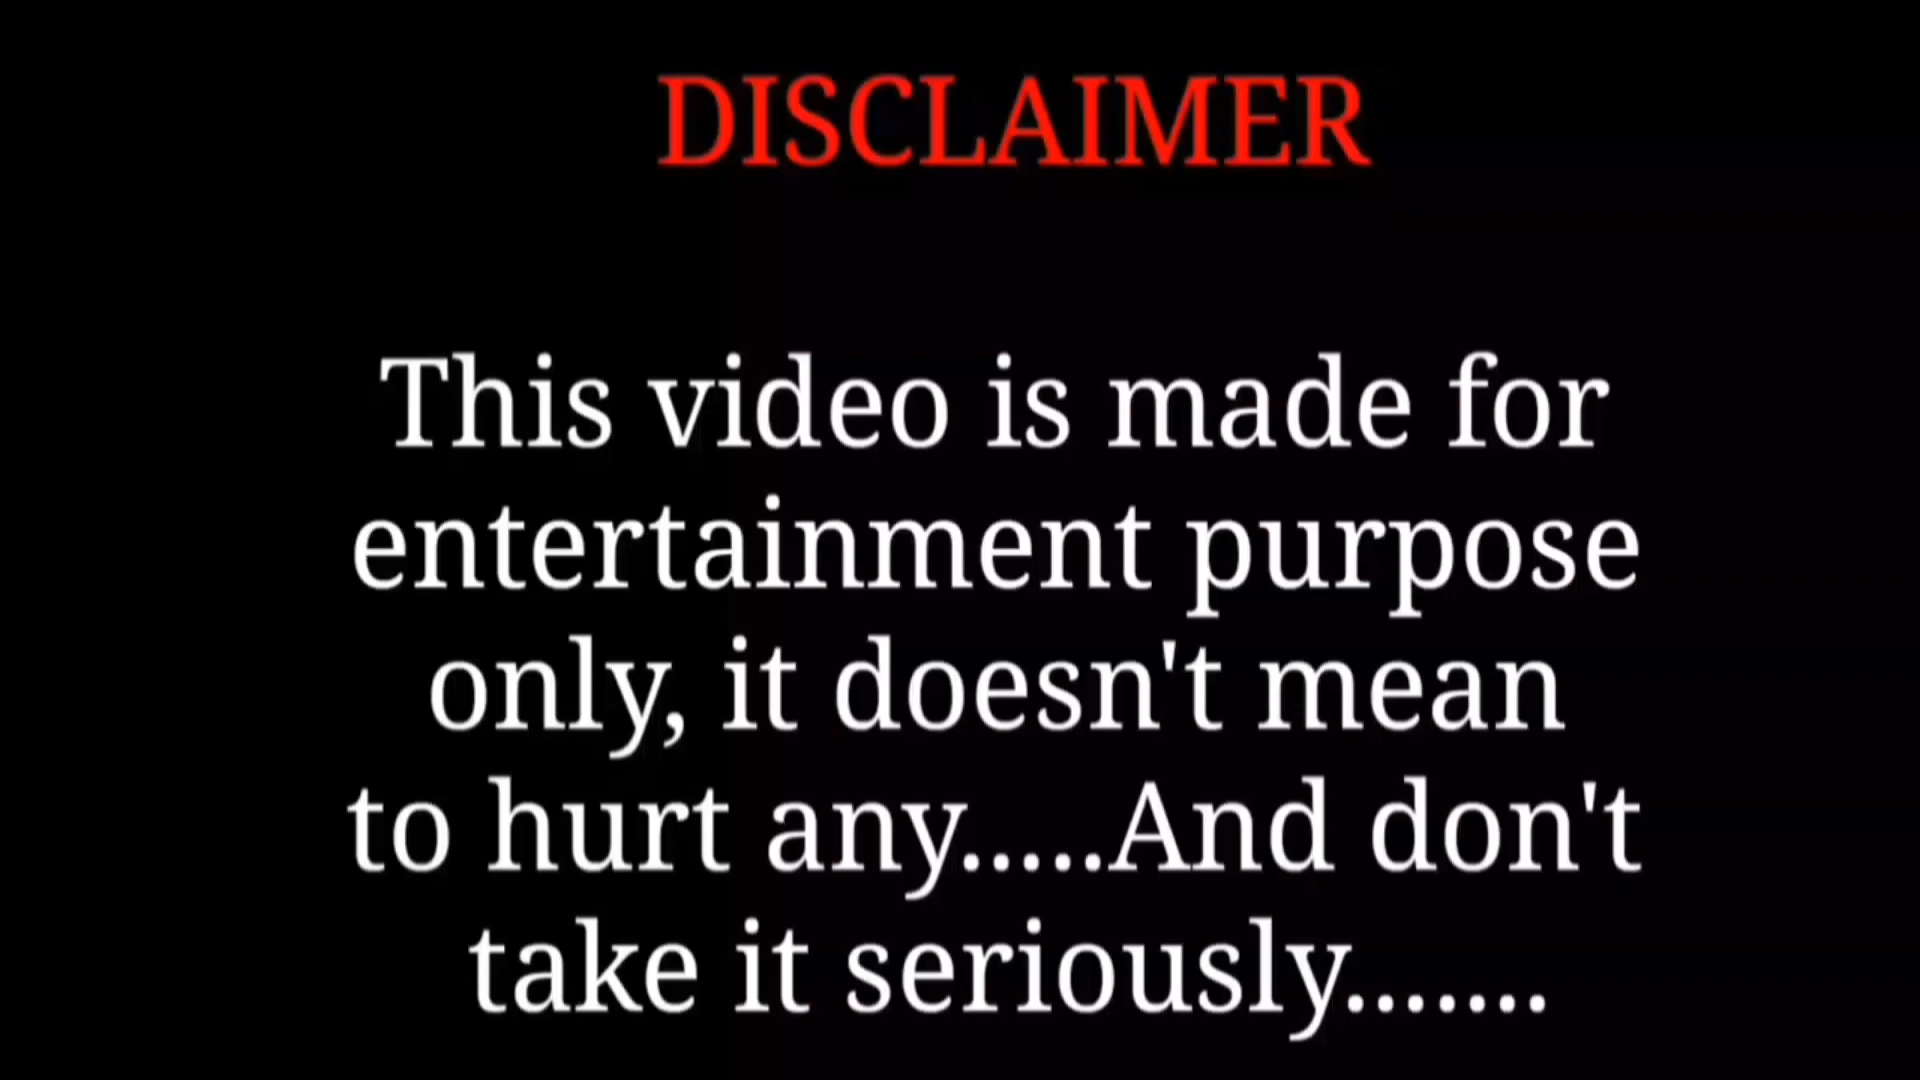 DISCLAIMER
This video is made for
entertainment purpose
only, it doesn't mean
to hurt any.....And don't
take it seriously.......